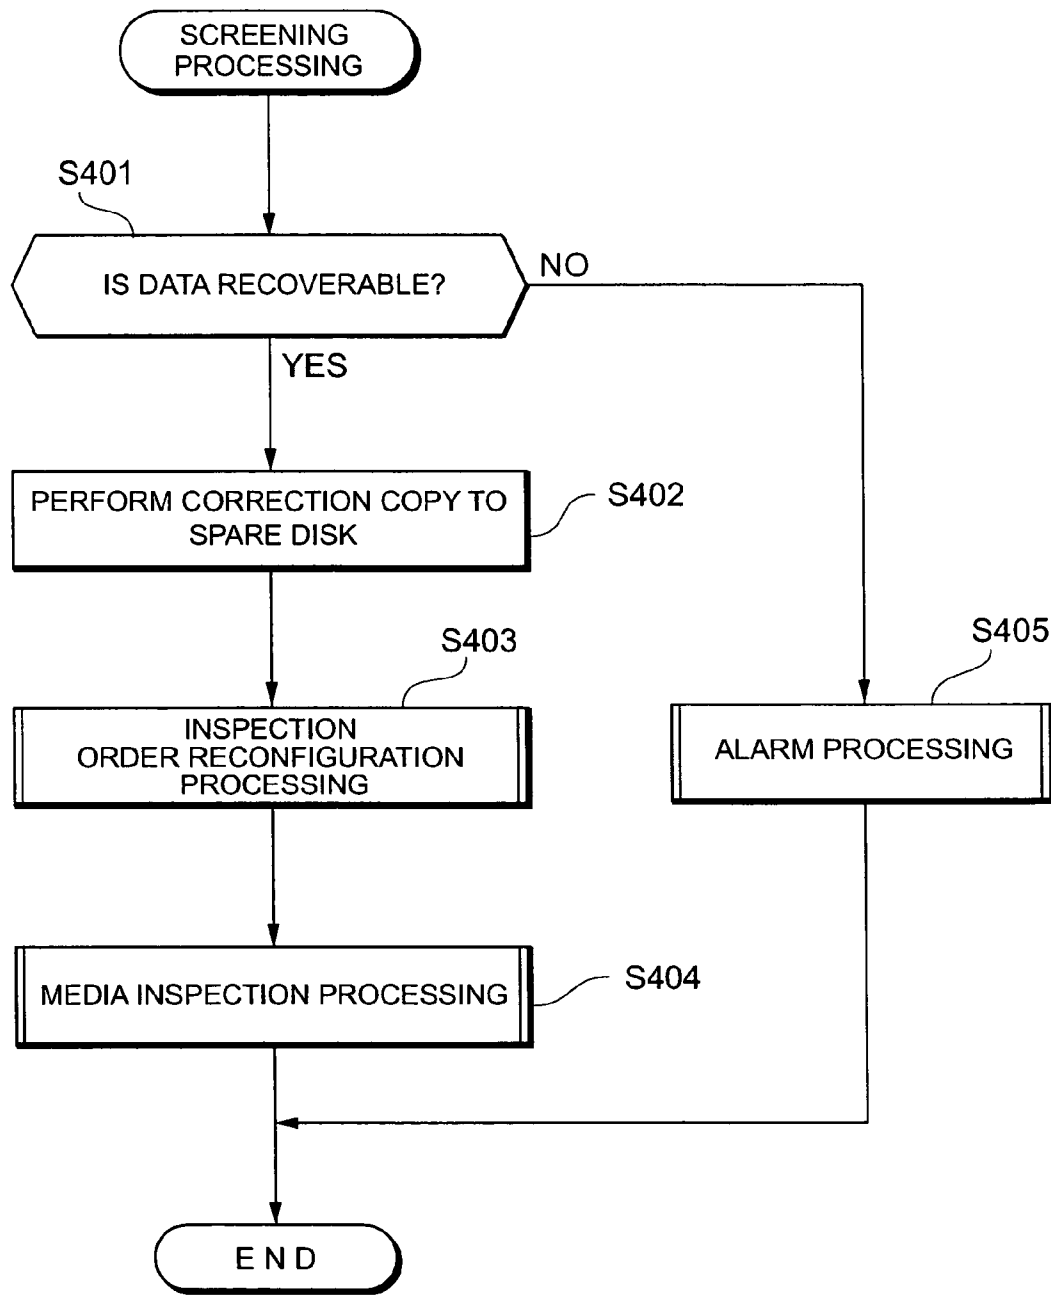 SCREENING
PROCESSING
S401
IS DATA RECOVERABLE?
NO
YES
PERFORM CORRECTION COPY TO
SPARE DISK
S402
S403
INSPECTION
ORDER RECONFIGURATION
PROCESSING
S405
ALARM PROCESSING
MEDIA INSPECTION PROCESSING
S404
END